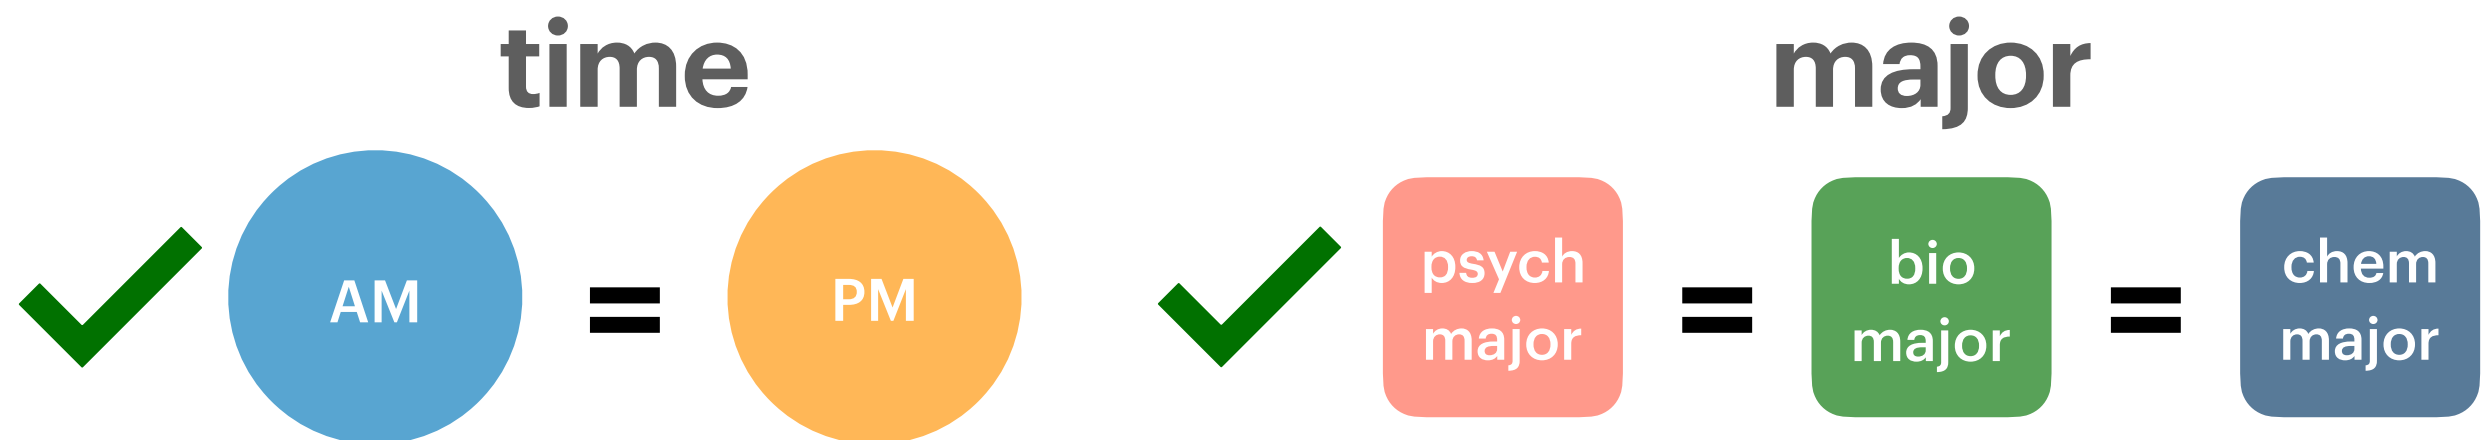 time
AM
=
PM
major
psych
major
=
bio
major
=
chem
major